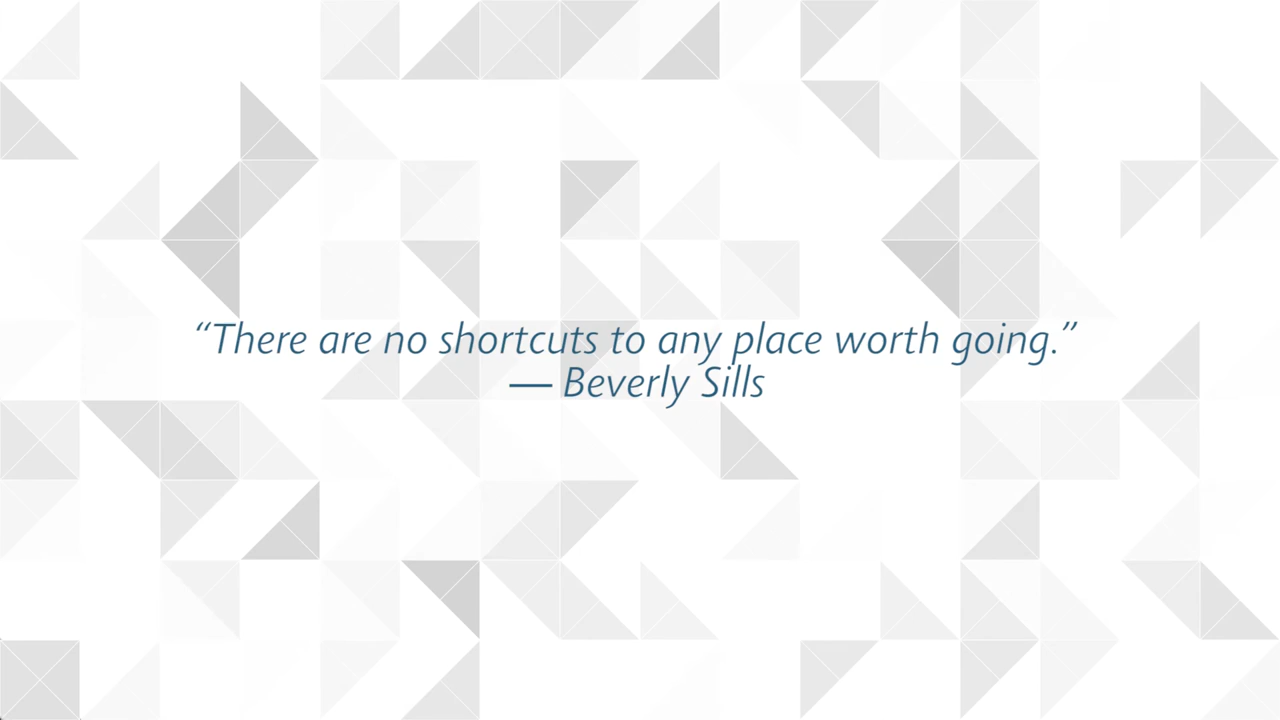 “There are no shortcuts to any place worth going.”
— Beverly Sills